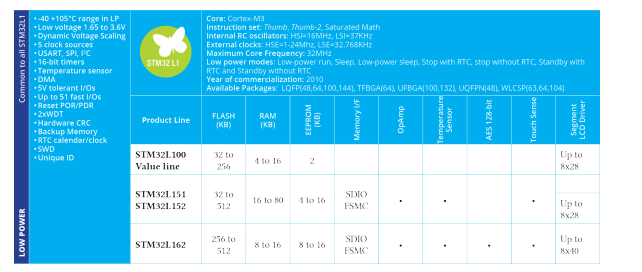 Common to all STM32L1
LOW POWER
• -40 +105°C range in LP
• Low voltage 1.65 to 3.6V
• Dynamic Voltage Scaling
• 5 clock sources
• USART, SPI, I²C
• 16-bit timers
• Temperature sensor
• DMA
• 5V tolerant I/Os
• Up to 51 fast I/Os
• Reset POR/PDR
• 2xWDT
• Hardware CRC
• Backup Memory
• RTC calendar/clock
• SWD
• Unique ID
STM32 L1
Core: Cortex-M3
Instruction set: Thumb, Thumb-2, Saturated Math
Internal RC oscillators: HSI=16MHz, LSI=37KHz
External clocks: HSE=1-24Mhz, LSE=32.768KHz
Maximum Core Frequency: 32MHz
Low power modes: Low-power run, Sleep, Low-power sleep, Stop with RTC, stop without RTC, Standby with
RTC and Standby without RTC
Year of commercialization: 2010
Available Packages: LQFP(48,64,100,144), TFBGA(64), UFBGA(100,132), UQFPN(48), WLCSP(63,64,104)
Product Line
FLASH
(KB)
RAM
(KB)
EEPROM
(KB)
Memory I/F
OpAmp
Temperature
Sensor
AES 128-bit
Touch Sense
Segment
LCD Driver
STM32L100
Value line
32 to
256
4 to 16
2
Up to
8x28
STM32L151
STM32L152
32 to
512
16 to 80
4 to 16
SDIO
FSMC
•
•
•
Up to
8x28
STM32L162
256 to
512
8 to 16
8 to 16
SDIO
FSMC
•
•
•
•
Up to
8x40